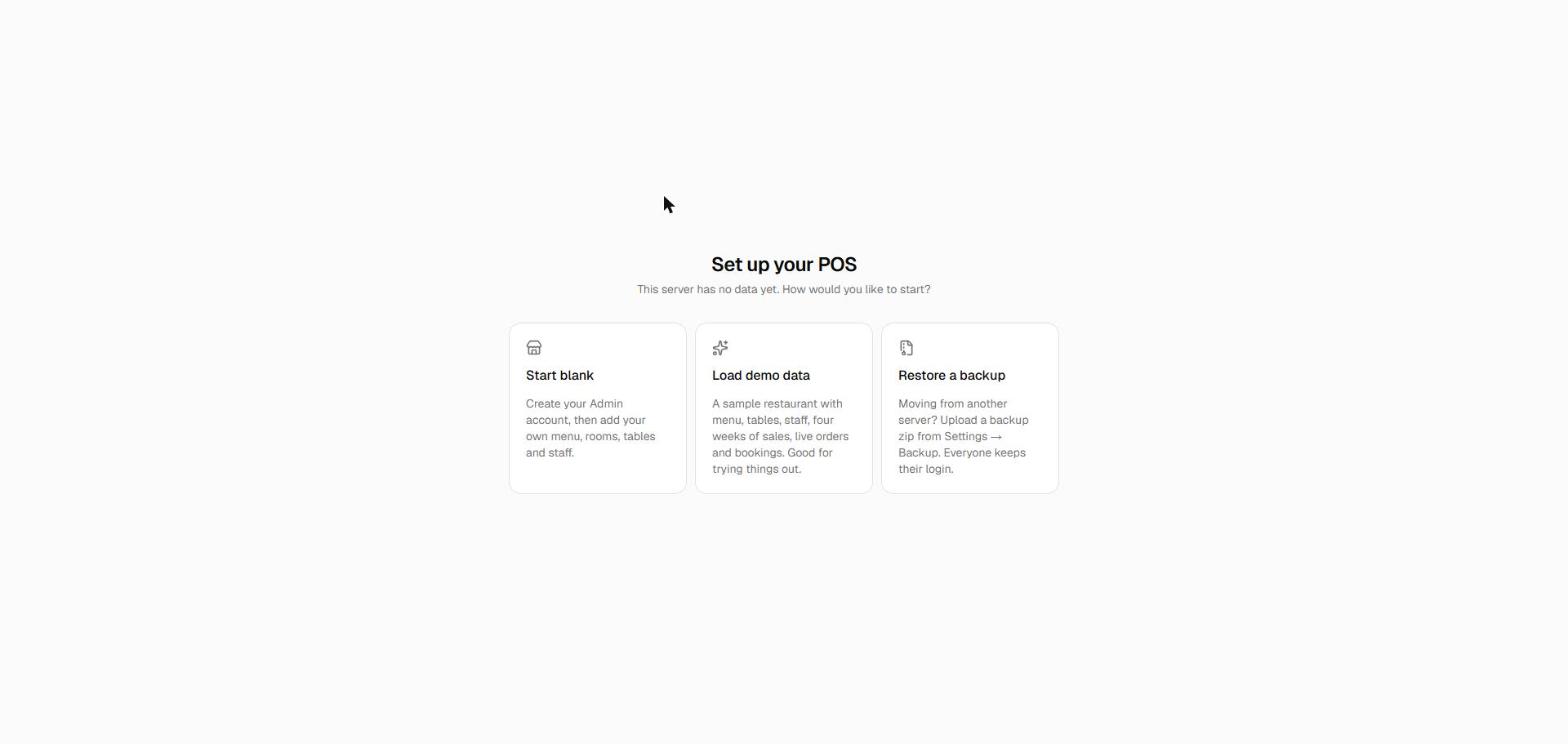 Set up your POS
This server has no data yet. How would you like to start?
Start blank
Create your Admin
account, then add your
own menu, rooms, tables
and staff.
Load demo data
A sample restaurant with
menu, tables, staff, four
weeks of sales, live orders
and bookings. Good for
trying things out.
Restore a backup
Moving from another
server? Upload a backup
zip from Settings →
Backup. Everyone keeps
their login.